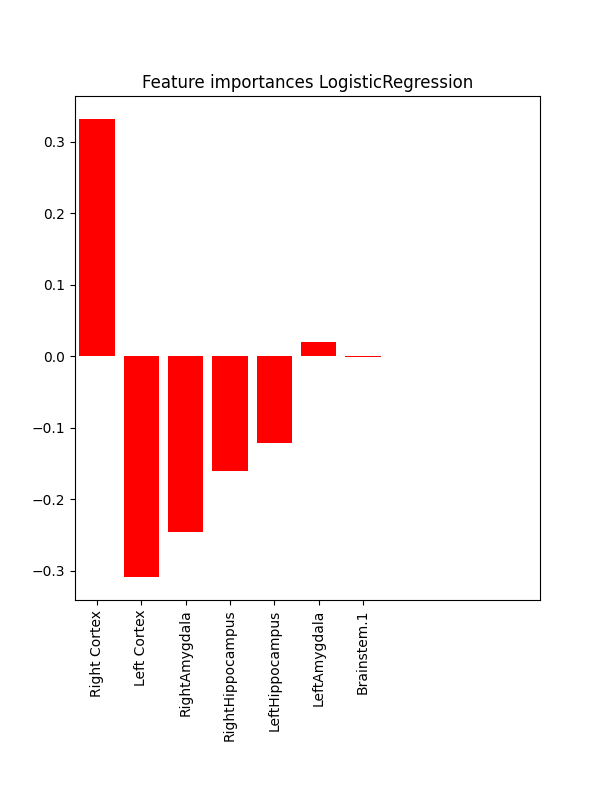 Feature importances LogisticRegression
0.3
0.2
0.1
0.0
−0.1
−0.2
−0.3
Right Cortex
Left Cortex
RightAmygdala
RightHippocampus
LeftHippocampus
LeftAmygdala
Brainstem.1